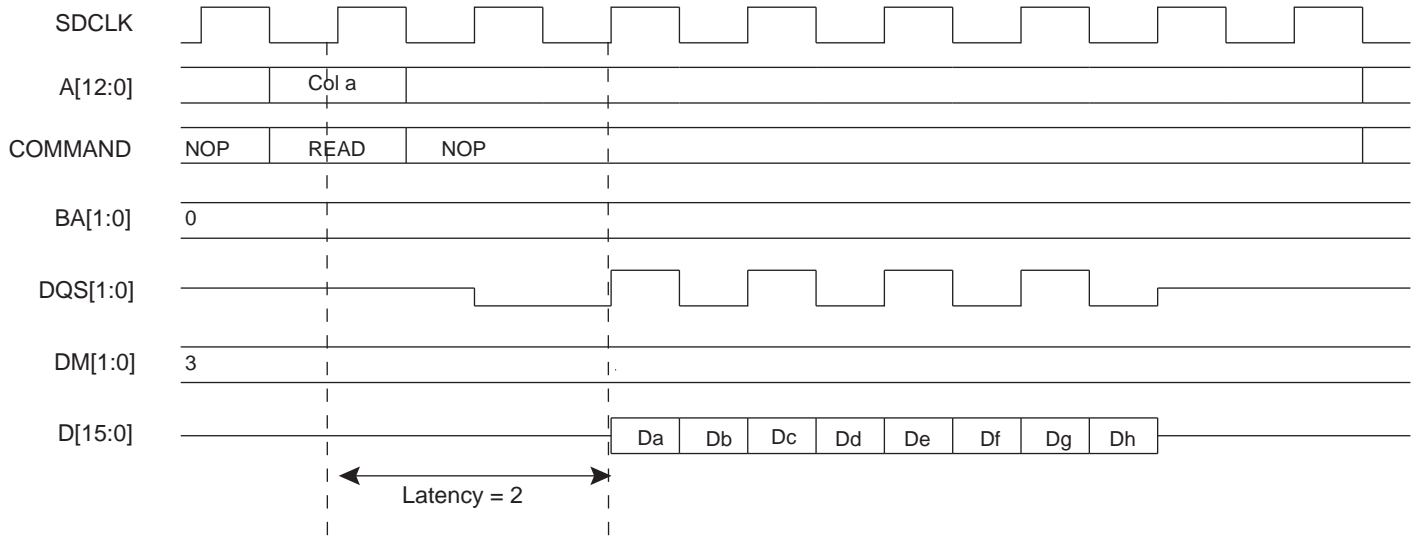 SDCLK
A[12:0] Col a
COMMAND NOP READ NOP
BA[1:0] 0
DQS[1:0]
DM[1:0] 3
D[15:0] Da Db Dc Dd De Df Dg Dh
Latency = 2